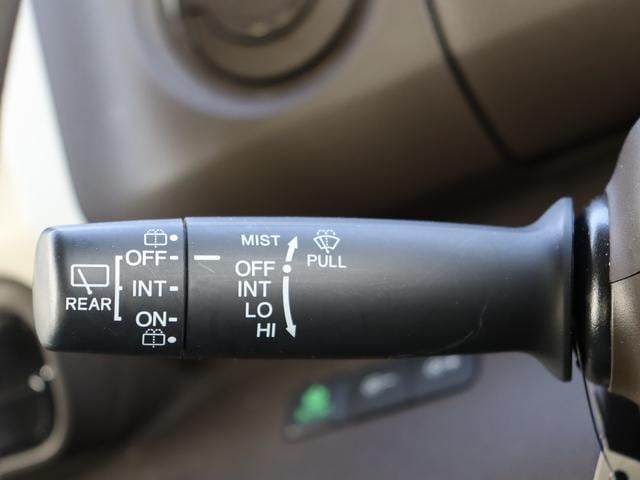 REAR
OFF
INT
ON
MIST
OFF
INT
LO
HI
PULL